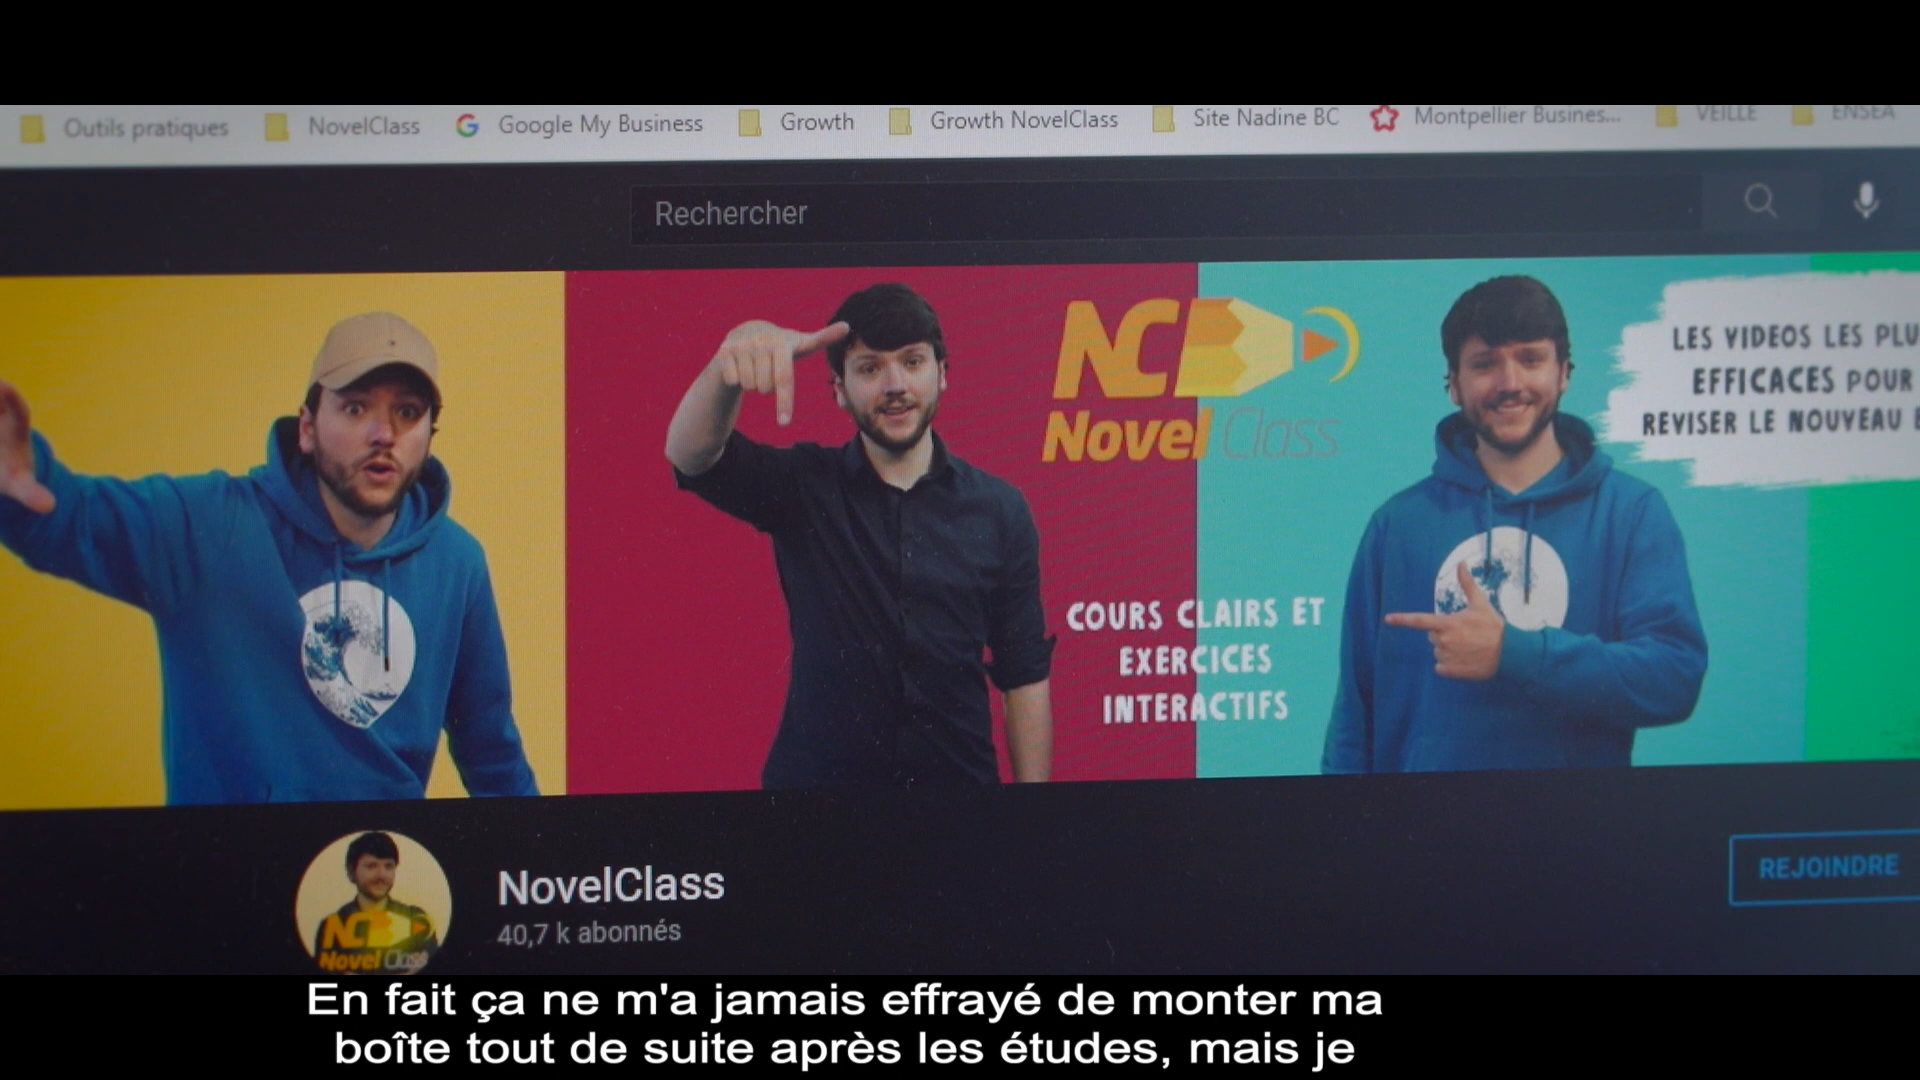 Outils pratiques NovelClass Google My Business Growth Growth NovelClass Site Nadine BC Montpellier Busines... VEILLE ENSEA
Rechercher
NC
Novel Class
LES VIDEOS LES PLU
EFFICACES POUR
REVISER LE NOUVEAU
COURS CLAIRS ET
EXERCICES
INTERACTIFS
NC
Novel Class
NovelClass
40,7 k abonnés
REJOINDRE
En fait ça ne m'a jamais effrayé de monter ma
boîte tout de suite après les études, mais je